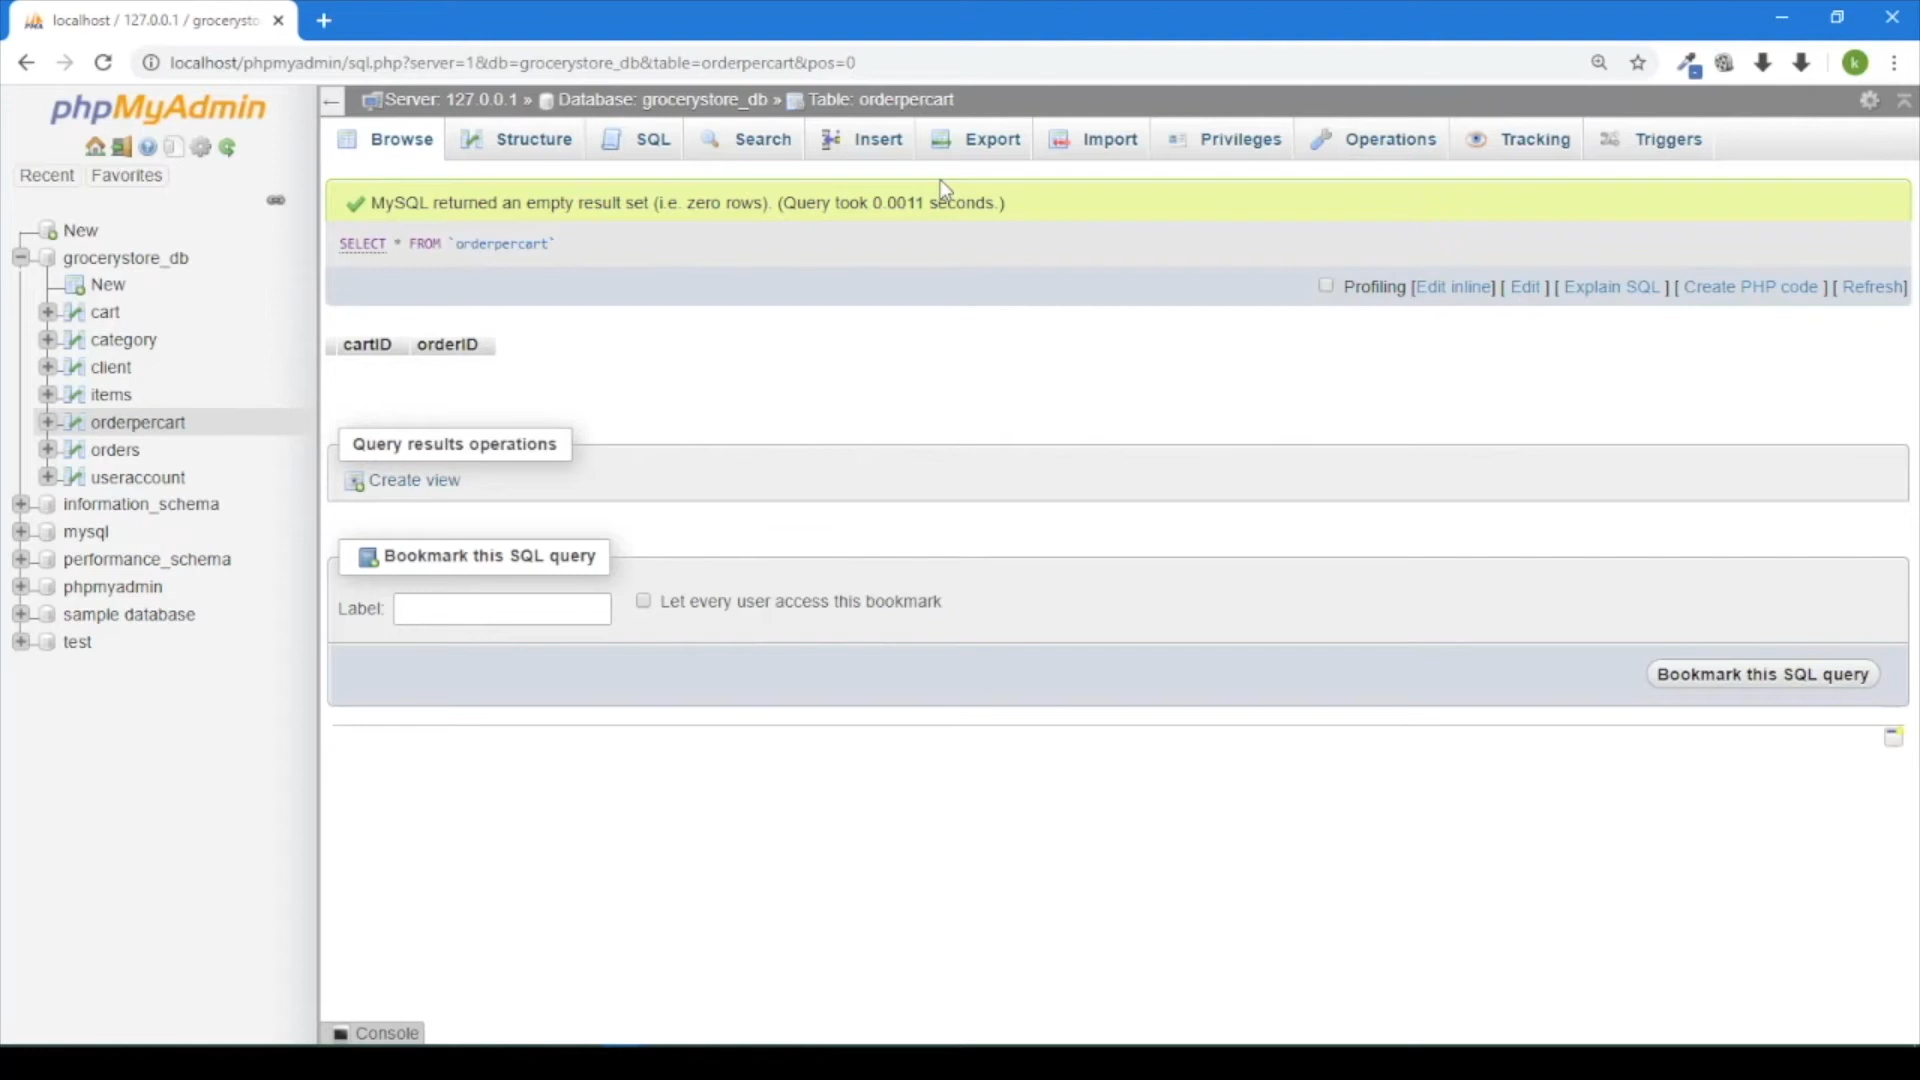 localhost / 127.0.0.1 / grocerysto
localhost/phpmyadmin/sql.php?server=1&db=grocerystore_db&table=orderpercart&pos=0
k
phpMyAdmin
Recent Favorites
New
grocerystore_db
New
cart
category
client
items
orderpercart
orders
useraccount
information_schema
mysql
performance_schema
phpmyadmin
sample database
test
Server: 127.0.0.1 » Database: grocerystore_db » Table: orderpercart
Browse Structure SQL Search Insert Export Import Privileges Operations Tracking Triggers
MySQL returned an empty result set (i.e. zero rows). (Query took 0.0011 seconds.)
SELECT * FROM `orderpercart`
Profiling [Edit inline] [ Edit ] [ Explain SQL ] [ Create PHP code ] [ Refresh]
cartID orderID
Query results operations
Create view
Bookmark this SQL query
Label: Let every user access this bookmark
Bookmark this SQL query
Console